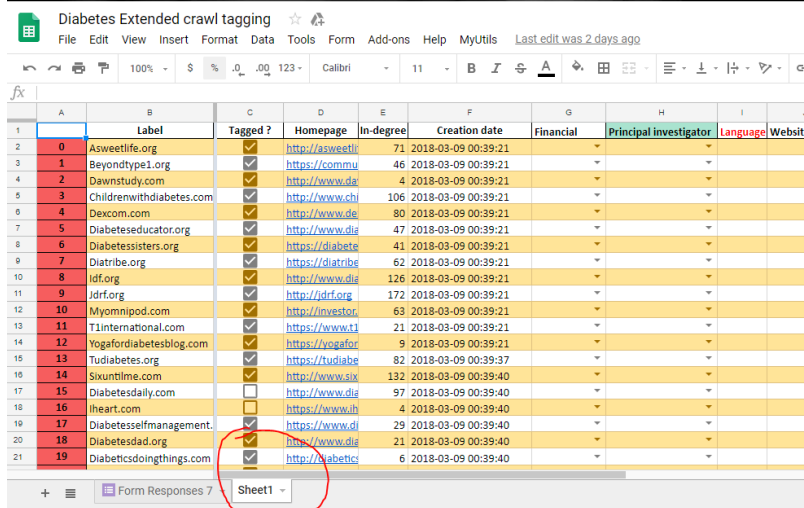 Diabetes Extended crawl tagging
File Edit View Insert Format Data Tools Form Add-ons Help MyUtils Last edit was 2 days ago
100% $ % .0 .00 123 Calibri 11 B I S A
fx
A B C D E F G H I
1 Label Tagged ? Homepage In-degree Creation date Financial Principal investigator Language Websit
2 0 Asweetlife.org http://asweetli 71 2018-03-09 00:39:21
3 1 Beyondtype1.org https://commu 46 2018-03-09 00:39:21
4 2 Dawnstudy.com http://www.da 4 2018-03-09 00:39:21
5 3 Childrenwithdiabetes.com http://www.chi 106 2018-03-09 00:39:21
6 4 Dexcom.com http://www.de 80 2018-03-09 00:39:21
7 5 Diabeteseducator.org http://www.dia 47 2018-03-09 00:39:21
8 6 Diabetessisters.org https://diabete 41 2018-03-09 00:39:21
9 7 Diatribe.org https://diatribe 62 2018-03-09 00:39:21
10 8 Idf.org http://www.dia 126 2018-03-09 00:39:21
11 9 Jdrf.org http://jdrf.org 172 2018-03-09 00:39:21
12 10 Myomnipod.com http://investor. 63 2018-03-09 00:39:21
13 11 T1international.com https://www.t1 21 2018-03-09 00:39:21
14 12 Yogafordiabetesblog.com https://yogafor 9 2018-03-09 00:39:21
15 13 Tudiabetes.org https://tudiabe 82 2018-03-09 00:39:37
16 14 Sixuntilme.com http://www.six 132 2018-03-09 00:39:40
17 15 Diabetesdaily.com http://www.dia 97 2018-03-09 00:39:40
18 16 Iheart.com https://www.ih 4 2018-03-09 00:39:40
19 17 Diabetesselfmanagement. https://www.di 29 2018-03-09 00:39:40
20 18 Diabetesdad.org http://www.dia 21 2018-03-09 00:39:40
21 19 Diabeticsdoingthings.com http://diabetics 6 2018-03-09 00:39:40
Form Responses 7 Sheet1